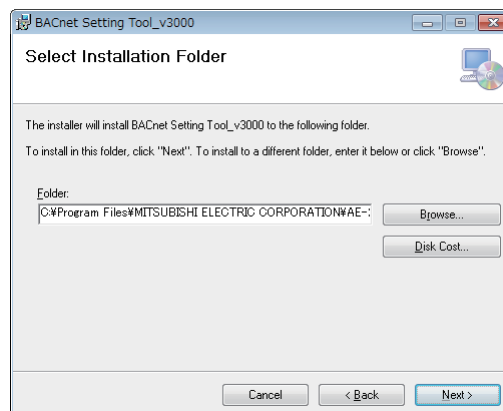 BACnet Setting Tool_v3000
Select Installation Folder
The installer will install BACnet Setting Tool_v3000 to the following folder.
To install in this folder, click "Next". To install to a different folder, enter it below or click "Browse".
Folder:
C:¥Program Files¥MITSUBISHI ELECTRIC CORPORATION¥AE-
Browse...
Disk Cost...
Cancel
< Back
Next >